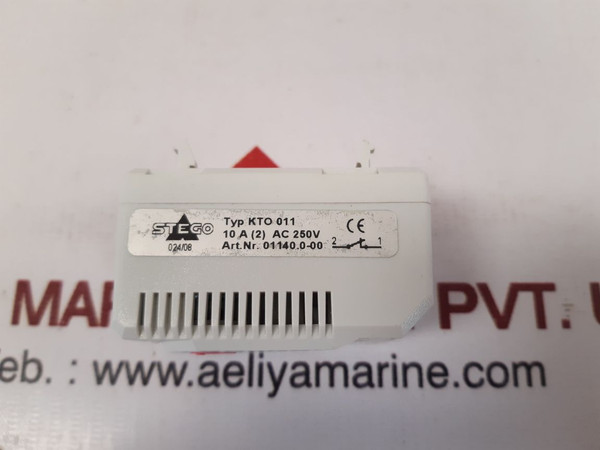 STEGO
024/08
Typ KTO 011
10 A (2) AC 250V
Art.Nr. 01140.0-00
CE
2 1
PVT.
eb. : www.aeliyamarine.com